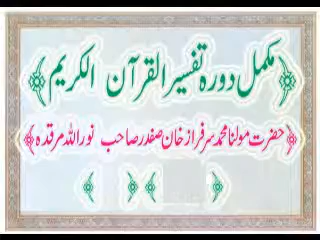 مکمل دورہ تفسیر القرآن الکریم
حضرت مولانا محمد سرفراز خان صفدر صاحب نور اللہ مرقدہ